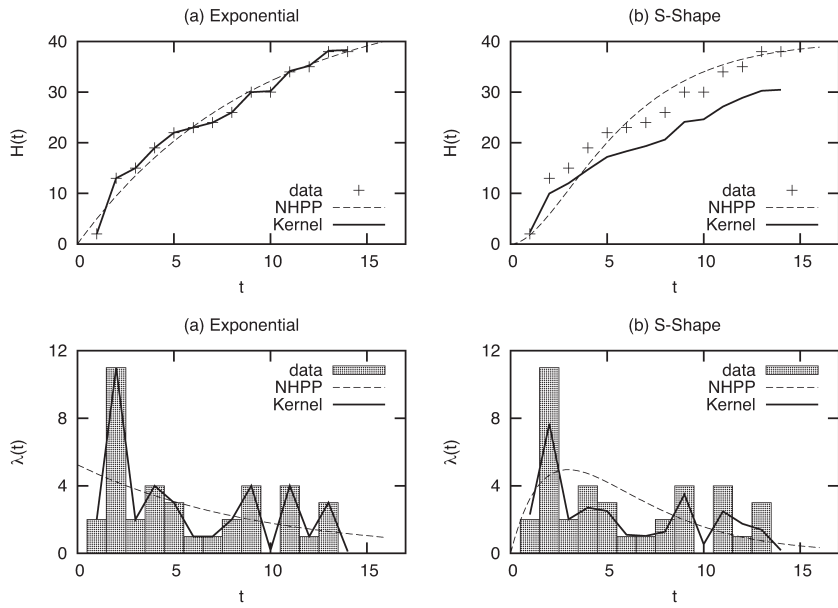 (a) Exponential
40
30
20
10
0
H(t)
data
NHPP
Kernel
0
5
10
15
t
(b) S-Shape
40
30
20
10
0
H(t)
data
NHPP
Kernel
0
5
10
15
t
(a) Exponential
12
8
4
0
λ(t)
data
NHPP
Kernel
0
5
10
15
t
(b) S-Shape
12
8
4
0
λ(t)
data
NHPP
Kernel
0
5
10
15
t